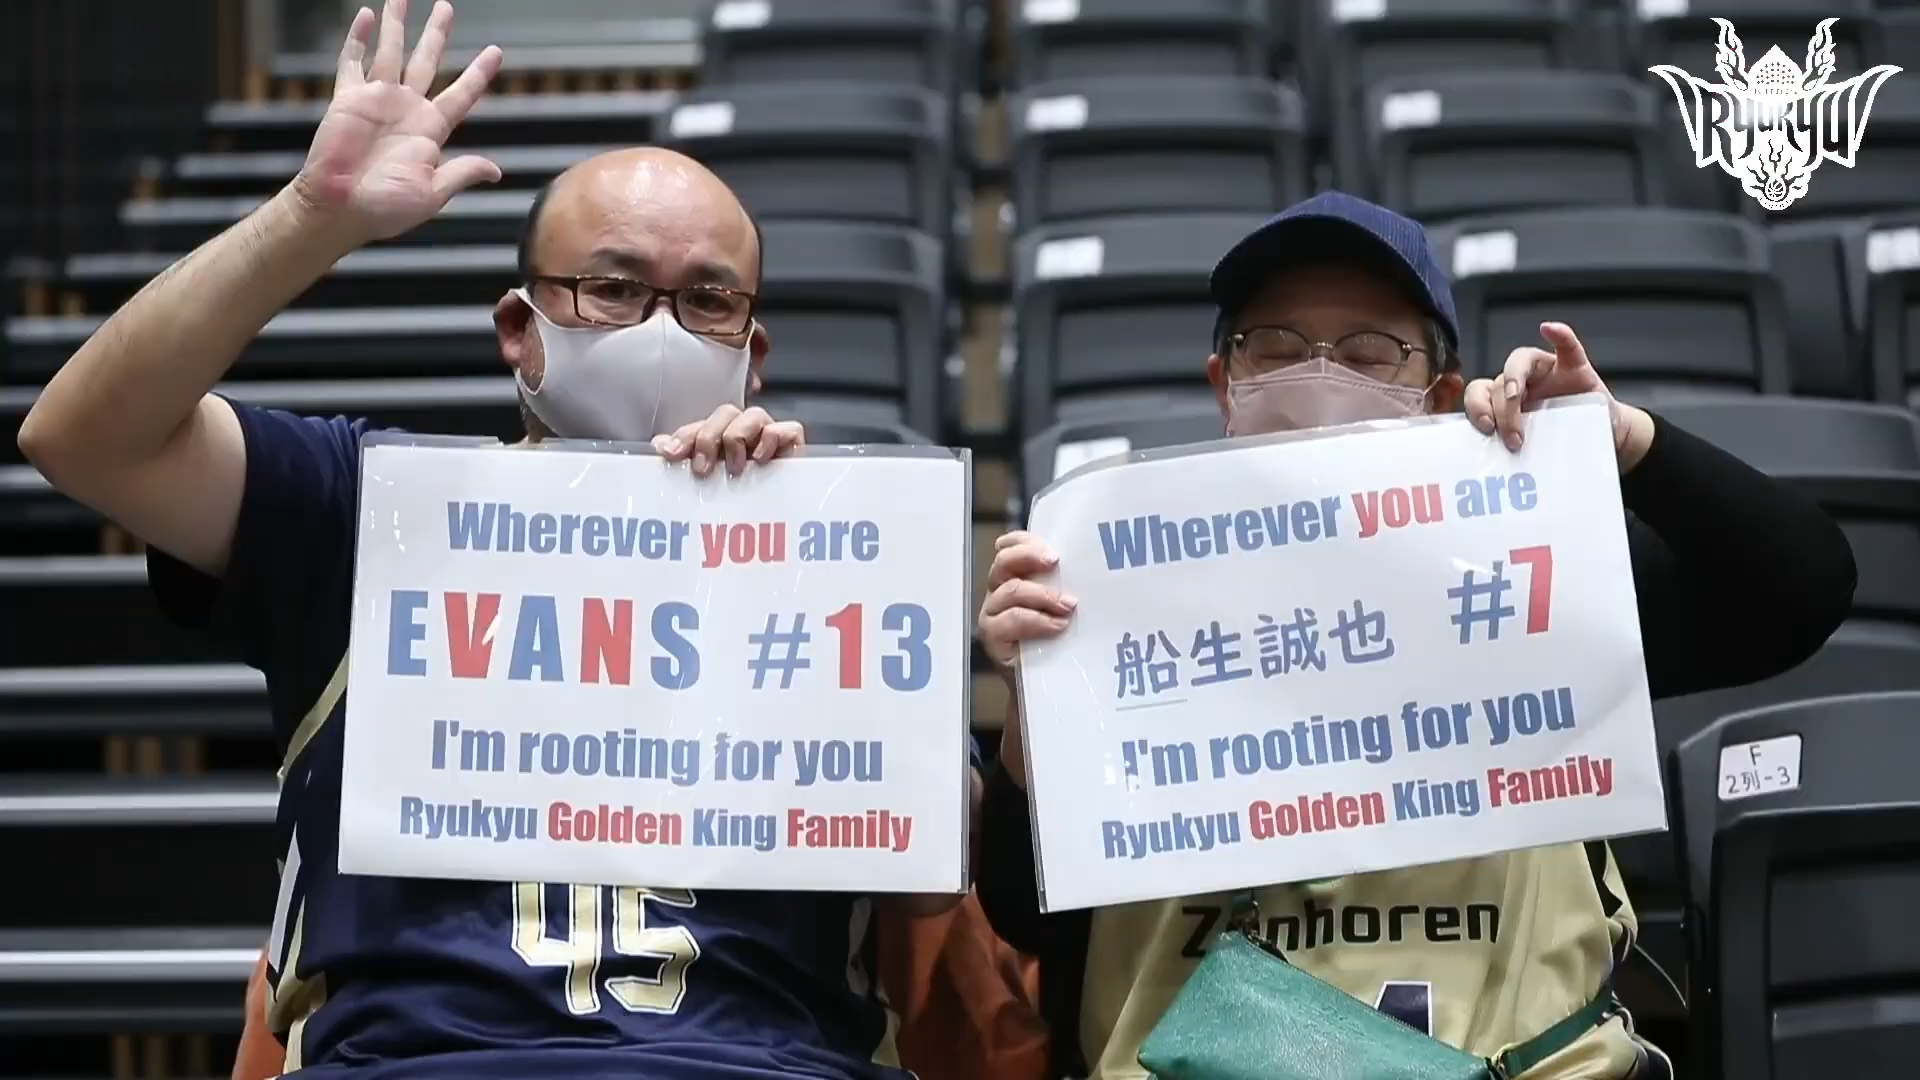 RYUKYU
Wherever you are
EVANS #13
I'm rooting for you
Ryukyu Golden King Family
45
Wherever you are
船生誠也 #7
I'm rooting for you
Ryukyu Golden King Family
Zenhoren
F
2列-3